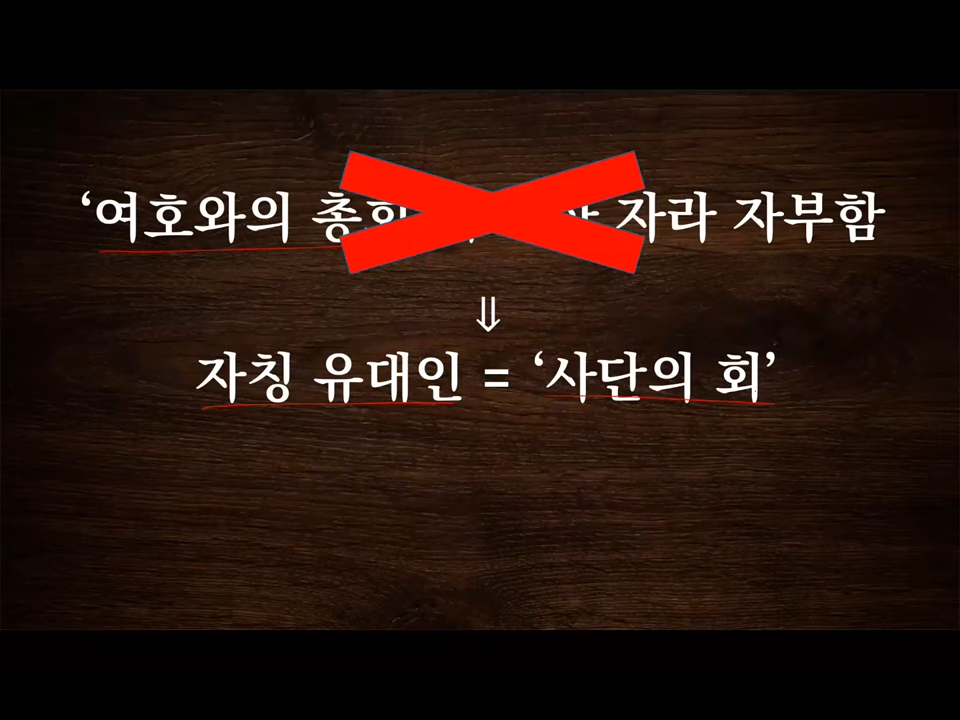 ‘여호와의 자라 자부함
⇓
자칭 유대인 = ‘사단의 회’